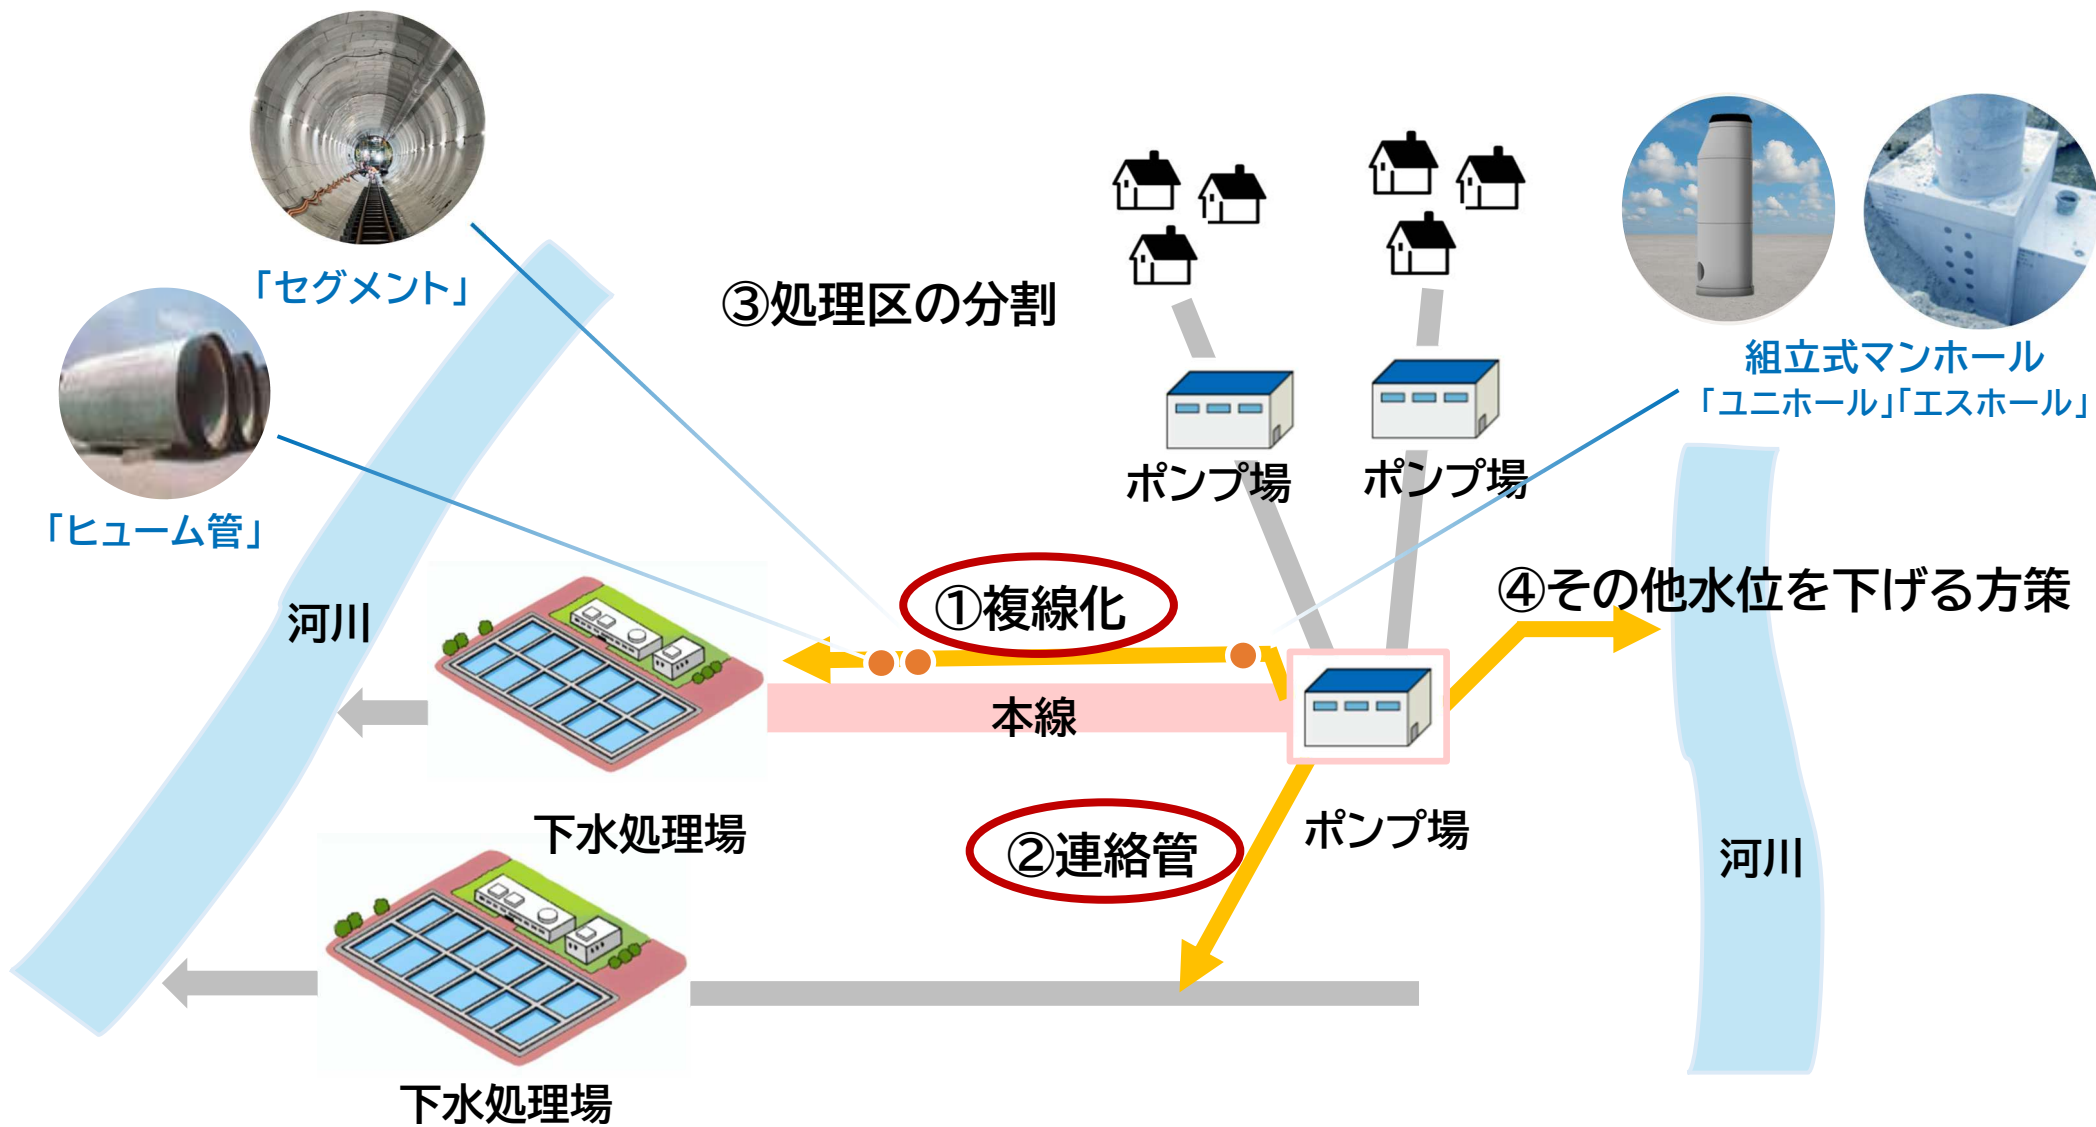 「セグメント」
③処理区の分割
組立式マンホール
「ユニホール」「エスホール」
ポンプ場
ポンプ場
「ヒューム管」
①複線化
④その他水位を下げる方策
河川
本線
下水処理場
②連絡管
ポンプ場
河川
下水処理場